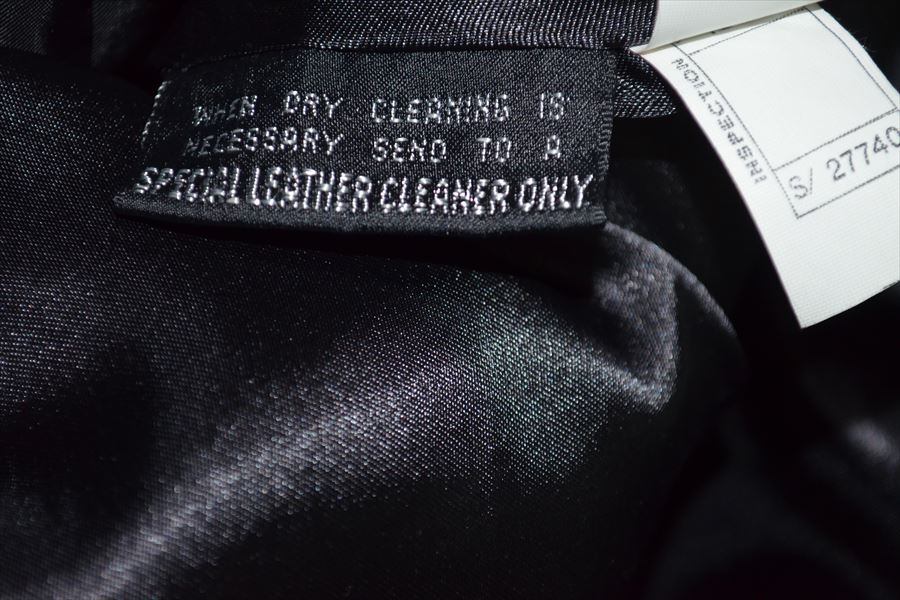 WHEN DRY CLEANING IS
NECESSARY SEND TO A
SPECIAL LEATHER CLEANER ONLY
INSPECTION
S/ 27740